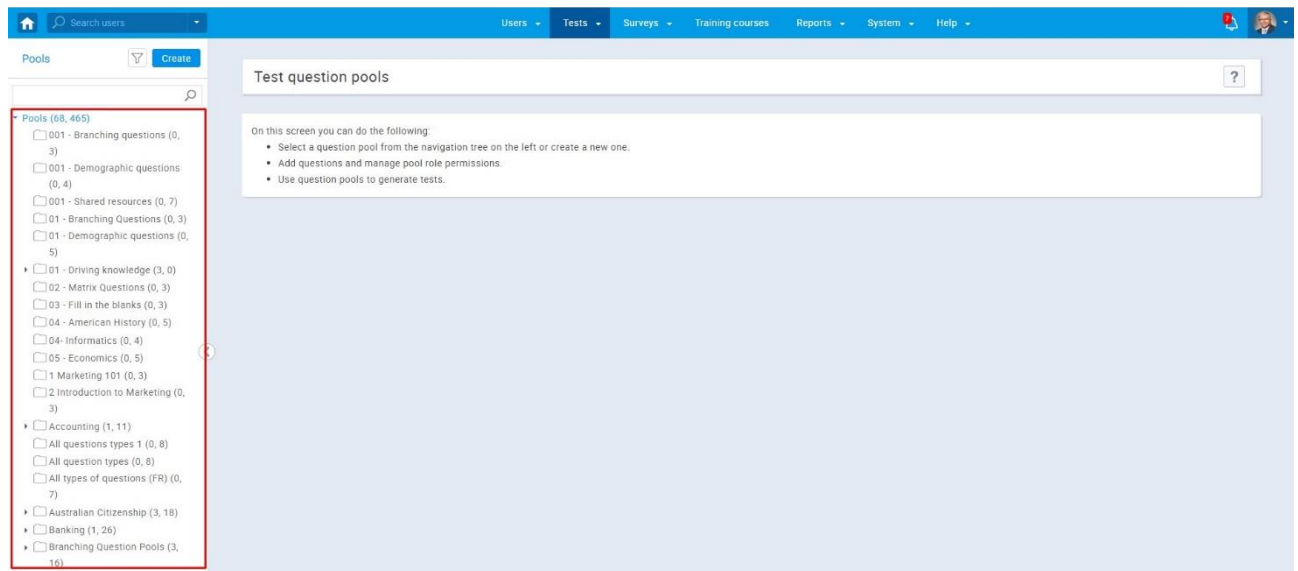 Search users
Users
Tests
Surveys
Training courses
Reports
System
Help
7
Pools
Create
Pools (68, 465)
001 - Branching questions (0,
3)
001 - Demographic questions
(0, 4)
001 - Shared resources (0, 7)
01 - Branching Questions (0, 3)
01 - Demographic questions (0,
5)
01 - Driving knowledge (3, 0)
02 - Matrix Questions (0, 3)
03 - Fill in the blanks (0, 3)
04 - American History (0, 5)
04- Informatics (0, 4)
05 - Economics (0, 5)
1 Marketing 101 (0, 3)
2 Introduction to Marketing (0,
3)
Accounting (1, 11)
All questions types 1 (0, 8)
All question types (0, 8)
All types of questions (FR) (0,
7)
Australian Citizenship (3, 18)
Banking (1, 26)
Branching Question Pools (3,
16)
Test question pools
?
On this screen you can do the following:
• Select a question pool from the navigation tree on the left or create a new one.
• Add questions and manage pool role permissions.
• Use question pools to generate tests.